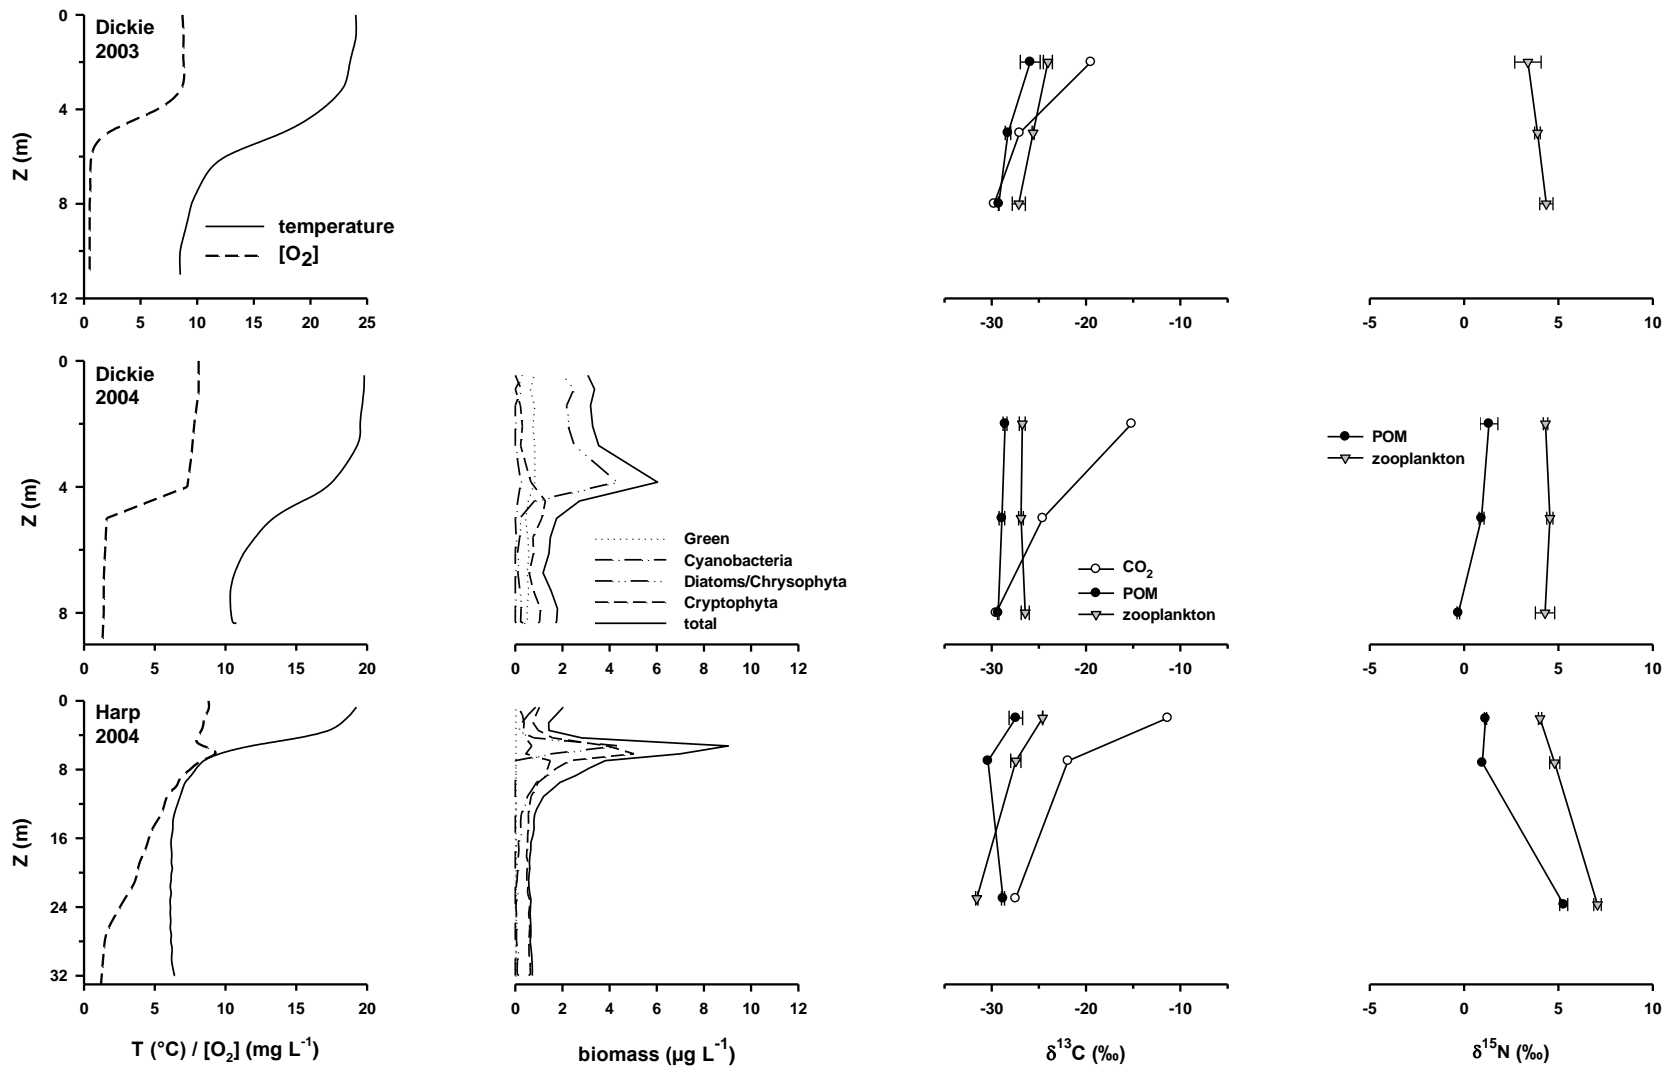 Dickie
2003
0
4
8
12
Z (m)
temperature
[O2]
0 5 10 15 20 25
-30 -20 -10
-5 0 5 10
Dickie
2004
0
4
8
Z (m)
Green
Cyanobacteria
Diatoms/Chrysophyta
Cryptophyta
total
CO2
POM
zooplankton
POM
zooplankton
0 5 10 15 20
0 2 4 6 8 10 12
-30 -20 -10
-5 0 5 10
Harp
2004
0
8
16
24
32
Z (m)
0 5 10 15 20
0 2 4 6 8 10 12
-30 -20 -10
-5 0 5 10
T (°C) / [O2] (mg L-1)
biomass (µg L-1)
δ13C (‰)
δ15N (‰)